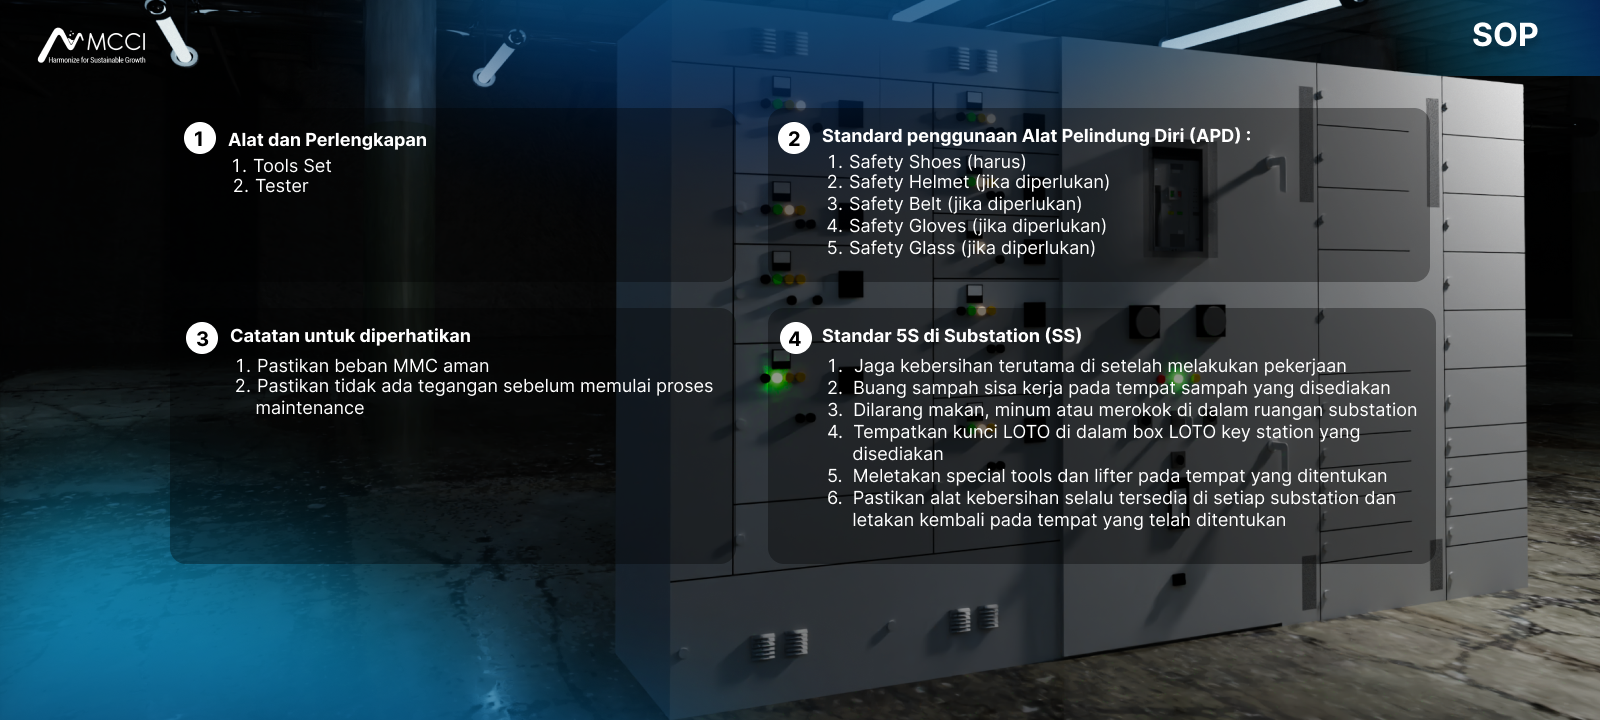 MCCI
Harmonize for Sustainable Growth
SOP
1 Alat dan Perlengkapan
1. Tools Set
2. Tester
2 Standard penggunaan Alat Pelindung Diri (APD) :
1. Safety Shoes (harus)
2. Safety Helmet (jika diperlukan)
3. Safety Belt (jika diperlukan)
4. Safety Gloves (jika diperlukan)
5. Safety Glass (jika diperlukan)
3 Catatan untuk diperhatikan
1. Pastikan beban MMC aman
2. Pastikan tidak ada tegangan sebelum memulai proses
maintenance
4 Standar 5S di Substation (SS)
1. Jaga kebersihan terutama di setelah melakukan pekerjaan
2. Buang sampah sisa kerja pada tempat sampah yang disediakan
3. Dilarang makan, minum atau merokok di dalam ruangan substation
4. Tempatkan kunci LOTO di dalam box LOTO key station yang
disediakan
5. Meletakan special tools dan lifter pada tempat yang ditentukan
6. Pastikan alat kebersihan selalu tersedia di setiap substation dan
letakan kembali pada tempat yang telah ditentukan